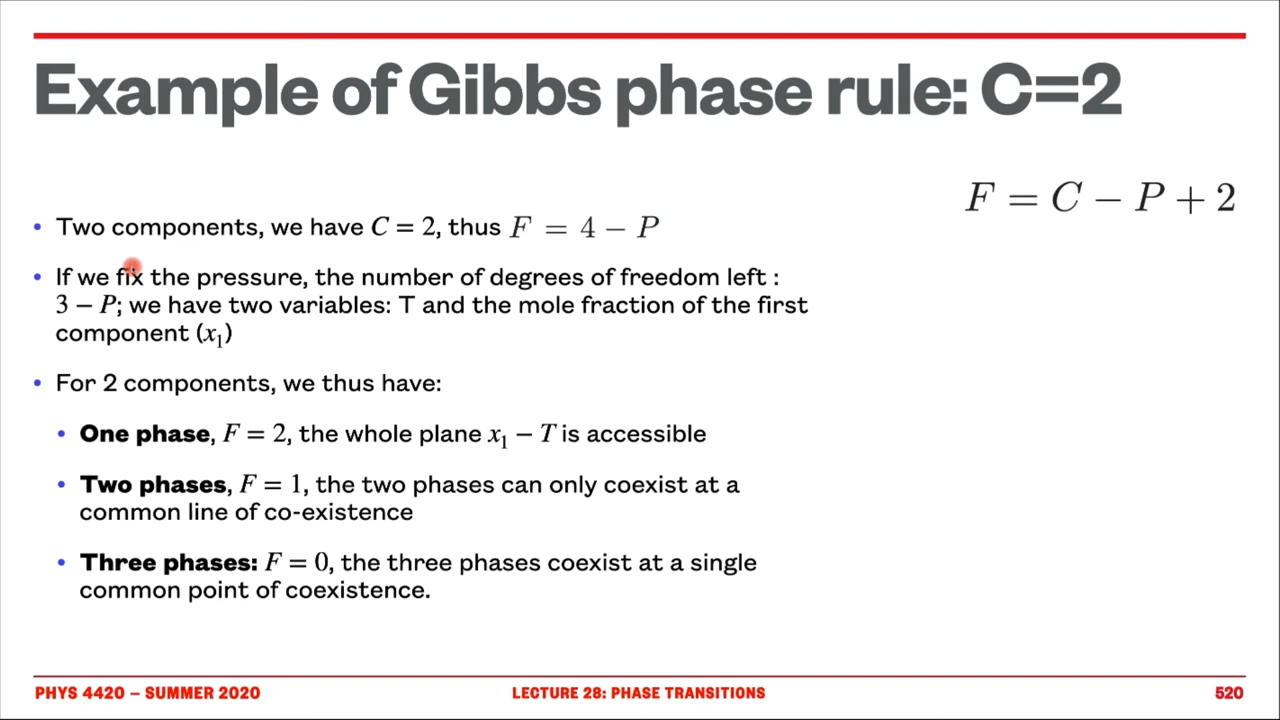 Example of Gibbs phase rule: C=2
F = C − P + 2
• Two components, we have C = 2, thus F = 4 − P
• If we fix the pressure, the number of degrees of freedom left :
3 − P; we have two variables: T and the mole fraction of the first
component (x₁)
• For 2 components, we thus have:
• One phase, F = 2, the whole plane x₁ − T is accessible
• Two phases, F = 1, the two phases can only coexist at a
common line of co-existence
• Three phases: F = 0, the three phases coexist at a single
common point of coexistence.
PHYS 4420 – SUMMER 2020
LECTURE 28: PHASE TRANSITIONS
520